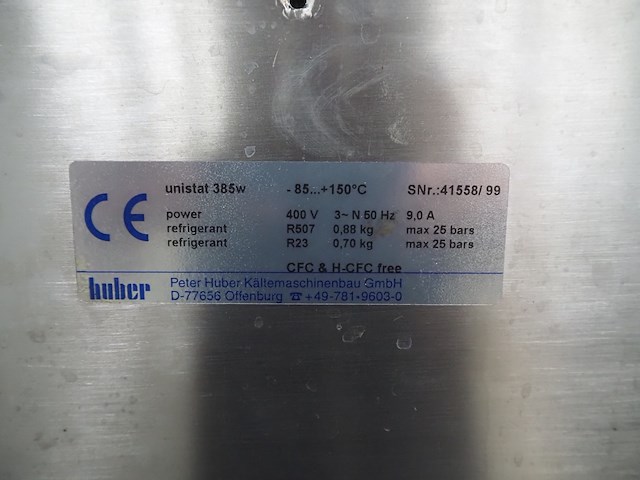 CE unistat 385w - 85...+150°C SNr.:41558/ 99
power 400 V 3~ N 50 Hz 9,0 A
refrigerant R507 0,88 kg max 25 bars
refrigerant R23 0,70 kg max 25 bars
CFC & H-CFC free
huber Peter Huber Kältemaschinenbau GmbH
D-77656 Offenburg ☎ +49-781-9603-0